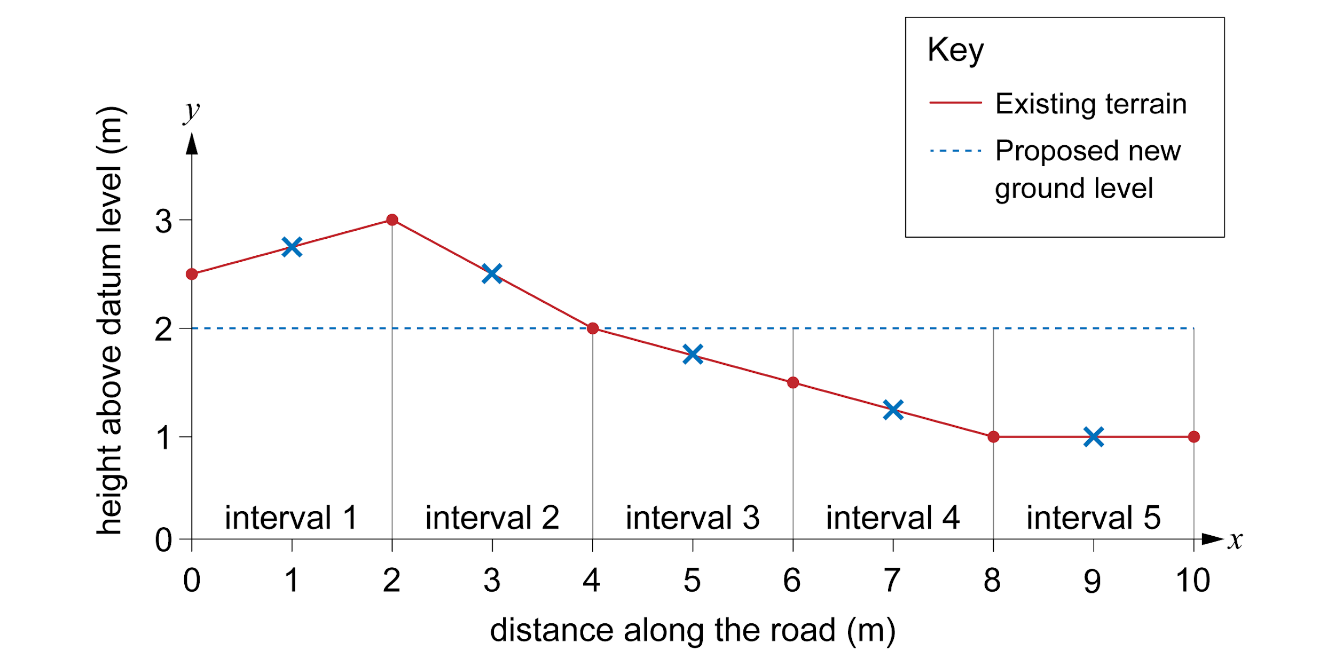 Key
Existing terrain
Proposed new
ground level
y
height above datum level (m)
3
2
1
0
interval 1 interval 2 interval 3 interval 4 interval 5
x
0 1 2 3 4 5 6 7 8 9 10
distance along the road (m)